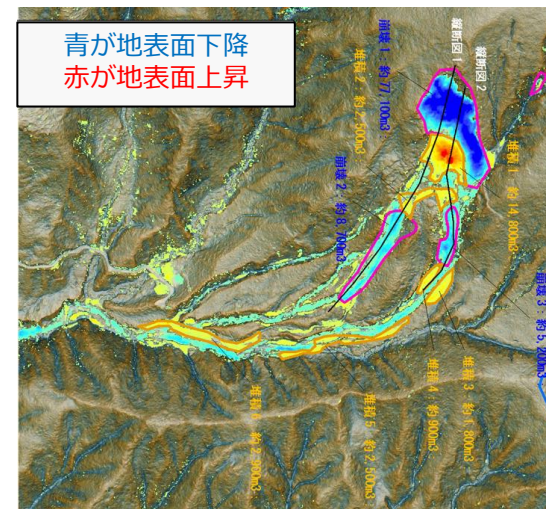 青が地表面下降
赤が地表面上昇
縦断図 1
縦断図 2
崩壊 1：約77,100m3
堆積 2：約2,500m3
堆積 1：約14,800m3
崩壊 2：約8,700m3
崩壊 3：約5,200m3
堆積 3 約1,800m3
堆積 4 約900m3
堆積 5 約2,500m3